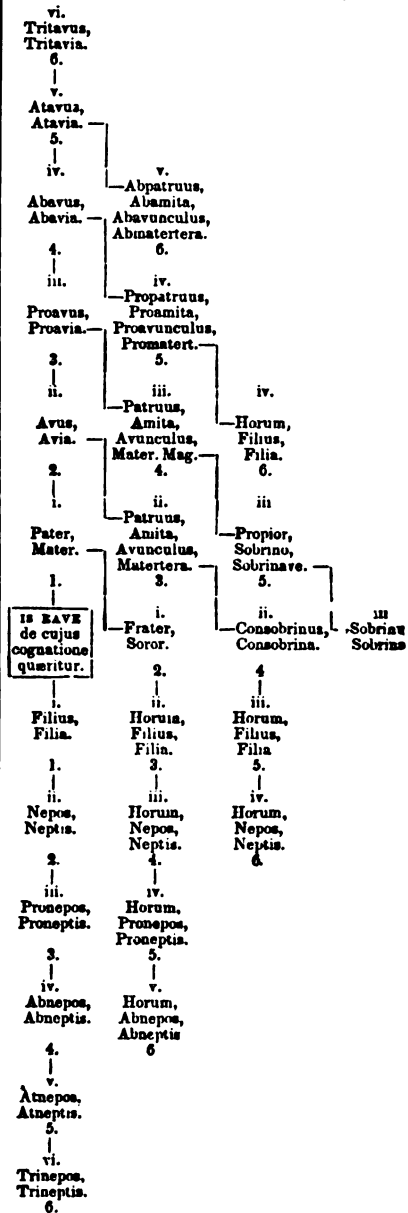 vi.
Tritavus,
Tritavia.
6.
v.
Atavus,
Atavia.
5.
iv.
Abavus,
Abavia.
4.
iii.
Proavus,
Proavia.
3.
ii.
Avus,
Avia.
2.
i.
Pater,
Mater.
1.
IS EAVE
de cujus
cognatione
quæritur.
i.
Filius,
Filia.
1.
ii.
Nepos,
Neptis.
2.
iii.
Pronepos,
Proneptis.
3.
iv.
Abnepos,
Abneptis.
4.
v.
Atnepos,
Atneptis.
5.
vi.
Trinepos,
Trineptis.
6.
v.
Abpatruus,
Abamita,
Abavunculus,
Abmatertera.
6.
iv.
Propatruus,
Proamita,
Proavunculus,
Promatert.
5.
iii.
Patruus,
Amita,
Avunculus,
Mater. Mag.
4.
ii.
Patruus,
Amita,
Avunculus,
Matertera.
3.
i.
Frater,
Soror.
2.
ii.
Horum,
Filius,
Filia.
3.
iii.
Horum,
Nepos,
Neptis.
4.
iv.
Horum,
Pronepos,
Proneptis.
5.
v.
Horum,
Abnepos,
Abneptis
6
iv.
Horum,
Filius,
Filia.
6.
iii
Propior,
Sobrino,
Sobrinave.
5.
ii.
Consobrinus,
Consobrina.
4
iii.
Horum,
Filius,
Filia
5.
iv.
Horum,
Nepos,
Neptis.
6.
iii
Sobrinu
Sobrina